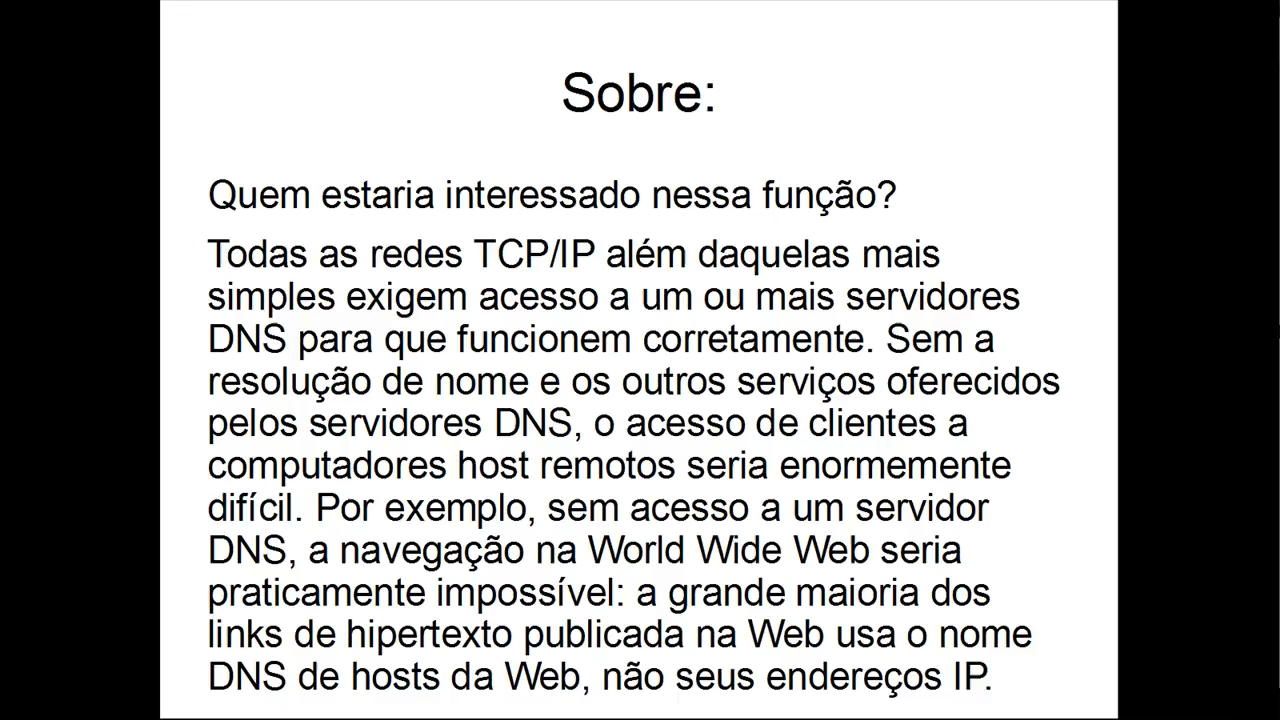 Sobre:
Quem estaria interessado nessa função?
Todas as redes TCP/IP além daquelas mais
simples exigem acesso a um ou mais servidores
DNS para que funcionem corretamente. Sem a
resolução de nome e os outros serviços oferecidos
pelos servidores DNS, o acesso de clientes a
computadores host remotos seria enormemente
difícil. Por exemplo, sem acesso a um servidor
DNS, a navegação na World Wide Web seria
praticamente impossível: a grande maioria dos
links de hipertexto publicada na Web usa o nome
DNS de hosts da Web, não seus endereços IP.